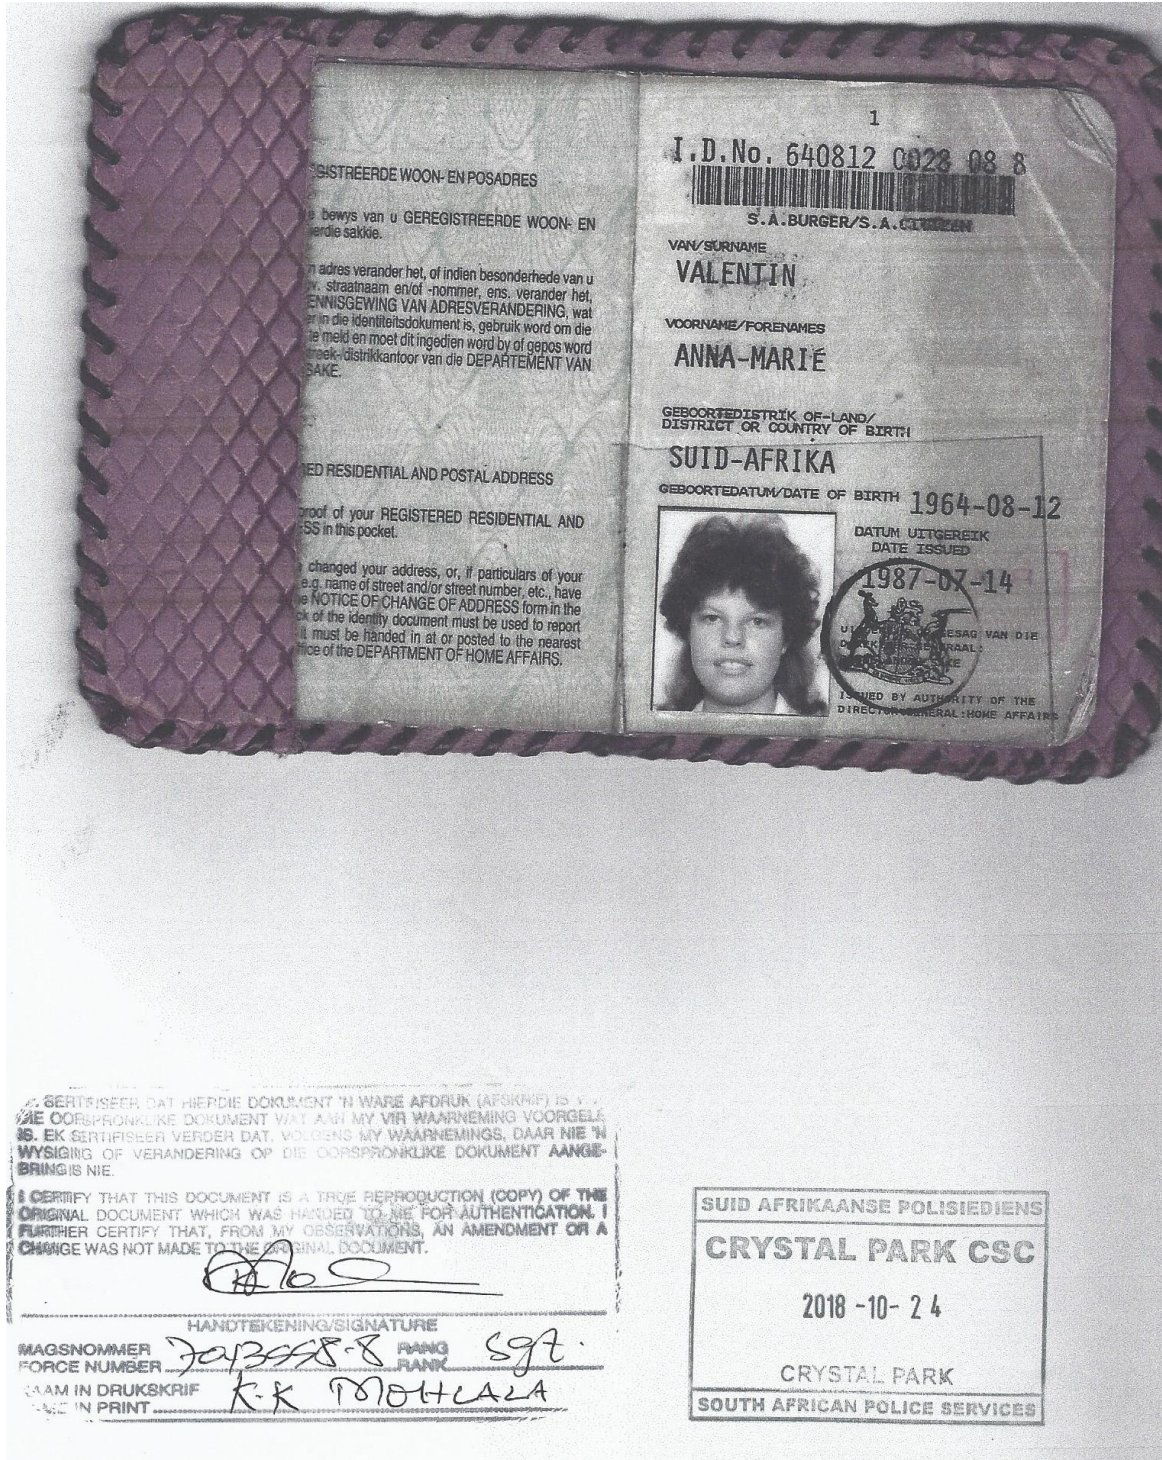 GISTREERDE WOON- EN POSADRES
bewys van u GEREGISTREERDE WOON- EN
erdie sakkie.
adres verander het, of indien besonderhede van u
straatnaam en/of -nommer, ens. verander het,
ENNISGEWING VAN ADRESVERANDERING, wat
er in die identiteitsdokument is, gebruik word om die
te meld en moet dit ingedien word by of gepos word
treek-/distrikkantoor van die DEPARTEMENT VAN
SAKE.
ED RESIDENTIAL AND POSTAL ADDRESS
proof of your REGISTERED RESIDENTIAL AND
SS in this pocket.
changed your address, or, if particulars of your
e.g. name of street and/or street number, etc., have
NOTICE OF CHANGE OF ADDRESS form in the
ck of the identity document must be used to report
it must be handed in at or posted to the nearest
ffice of the DEPARTMENT OF HOME AFFAIRS.
1
I.D.No. 640812 0028 08 8
S.A.BURGER/S.A.CITIZEN
VAN/SURNAME
VALENTIN
VOORNAME/FORENAMES
ANNA-MARIÉ
GEBOORTEDISTRIK OF-LAND/
DISTRICT OR COUNTRY OF BIRTH
SUID-AFRIKA
GEBOORTEDATUM/DATE OF BIRTH 1964-08-12
DATUM UITGEREIK
DATE ISSUED
1987-07-14
GESAG VAN DIE
ISSUED BY AUTHORITY OF THE
DIRECTOR-GENERAL:HOME AFFAIRS
SERTIFISEER DAT HIERDIE DOKUMENT 'N WARE AFDRUK (AFSKRIF) IS
DIE OORSPRONKLIKE DOKUMENT WAT AAN MY VIR WAARNEMING VOORGELÊ
IS. EK SERTIFISEER VERDER DAT, VOLGENS MY WAARNEMINGS, DAAR NIE 'N
WYSIGING OF VERANDERING OP DIE OORSPRONKLIKE DOKUMENT AANGE-
BRING IS NIE.
I CERTIFY THAT THIS DOCUMENT IS A TRUE REPRODUCTION (COPY) OF THE
ORIGINAL DOCUMENT WHICH WAS HANDED TO ME FOR AUTHENTICATION. I
FURTHER CERTIFY THAT, FROM MY OBSERVATIONS, AN AMENDMENT OR A
CHANGE WAS NOT MADE TO THE ORIGINAL DOCUMENT.
HANDTEKENING/SIGNATURE
MAGSNOMMER RANG
FORCE NUMBER RANK Sgt.
NAAM IN DRUKSKRIF
NAME IN PRINT K.K MOHLALA
SUID AFRIKAANSE POLISIEDIENS
CRYSTAL PARK CSC
2018 -10- 24
CRYSTAL PARK
SOUTH AFRICAN POLICE SERVICES